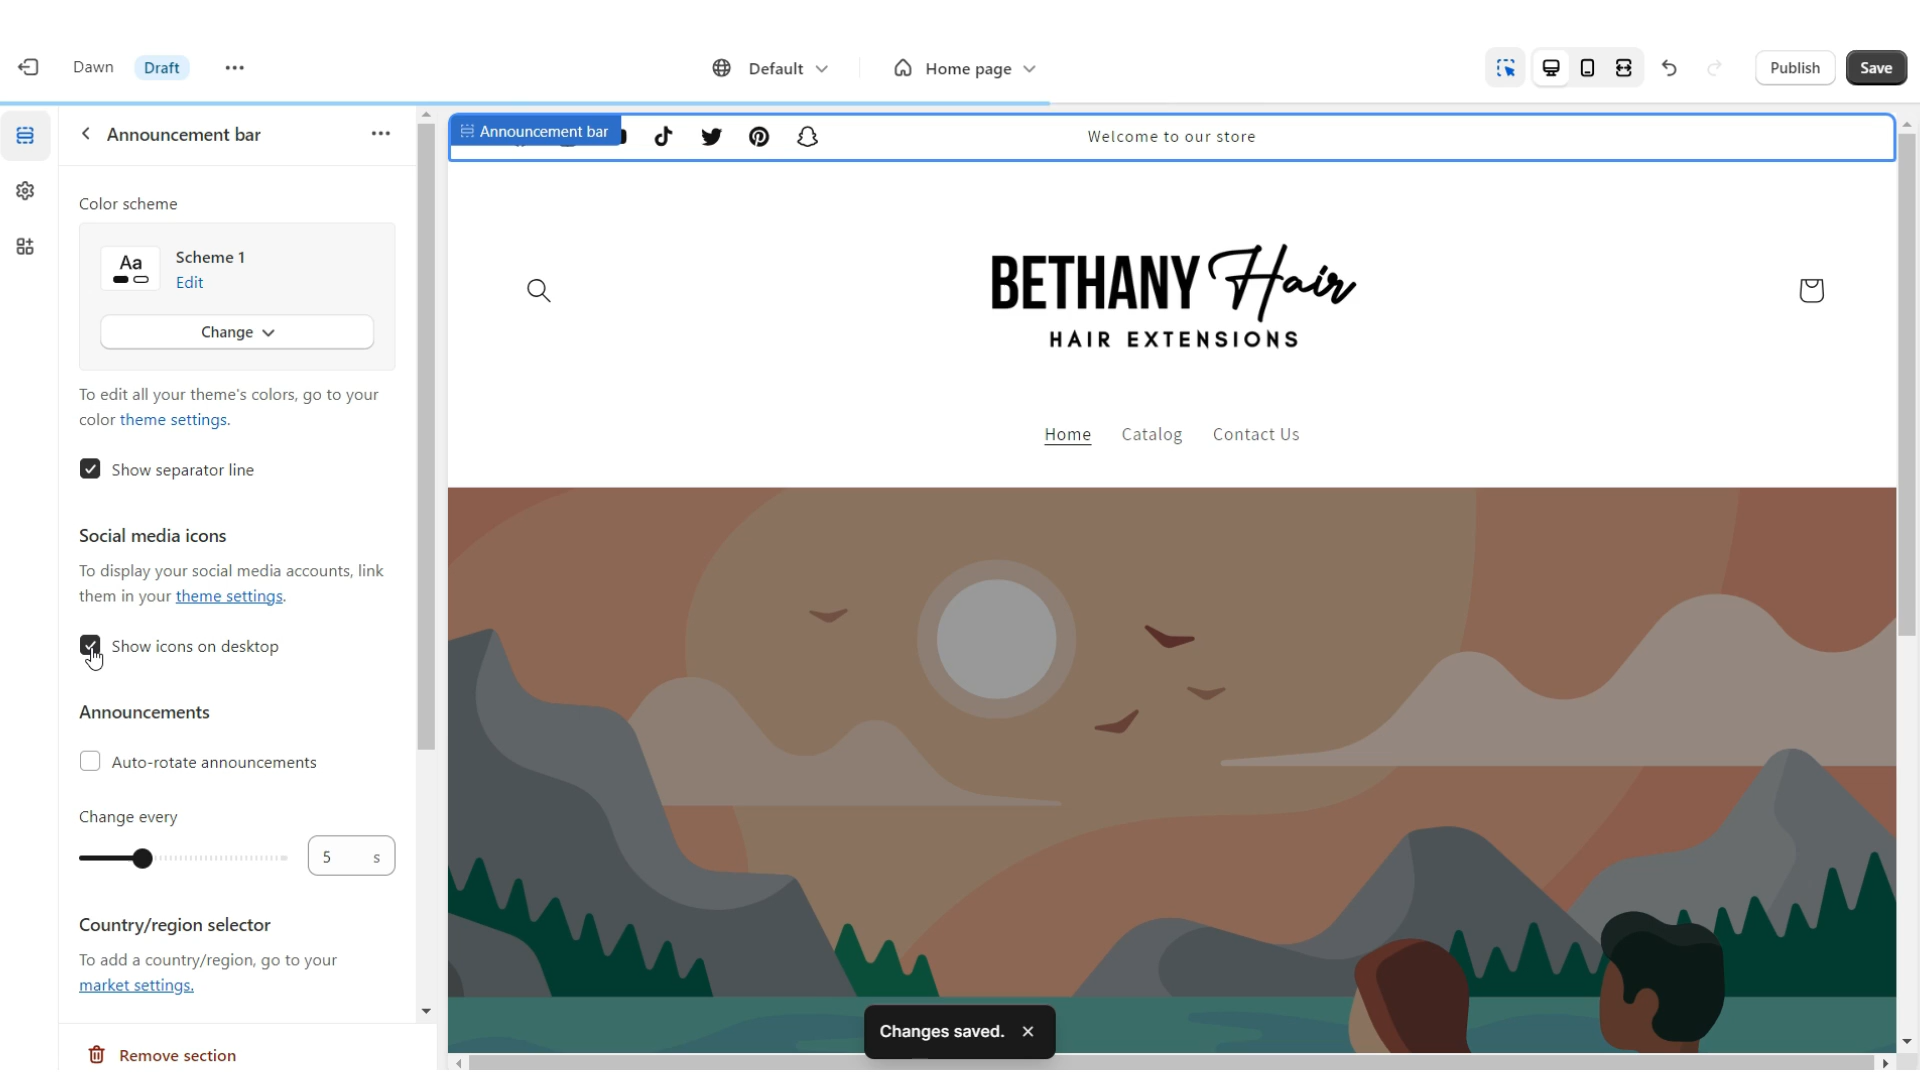 Dawn Draft Default Home page Publish Save
Announcement bar
Color scheme
Aa Scheme 1
Edit
Change
To edit all your theme's colors, go to your
color theme settings.
Show separator line
Social media icons
To display your social media accounts, link
them in your theme settings.
Show icons on desktop
Announcements
Auto-rotate announcements
Change every
5 s
Country/region selector
To add a country/region, go to your
market settings.
Remove section
Announcement bar
Welcome to our store
BETHANY Hair
HAIR EXTENSIONS
Home Catalog Contact Us
Changes saved.